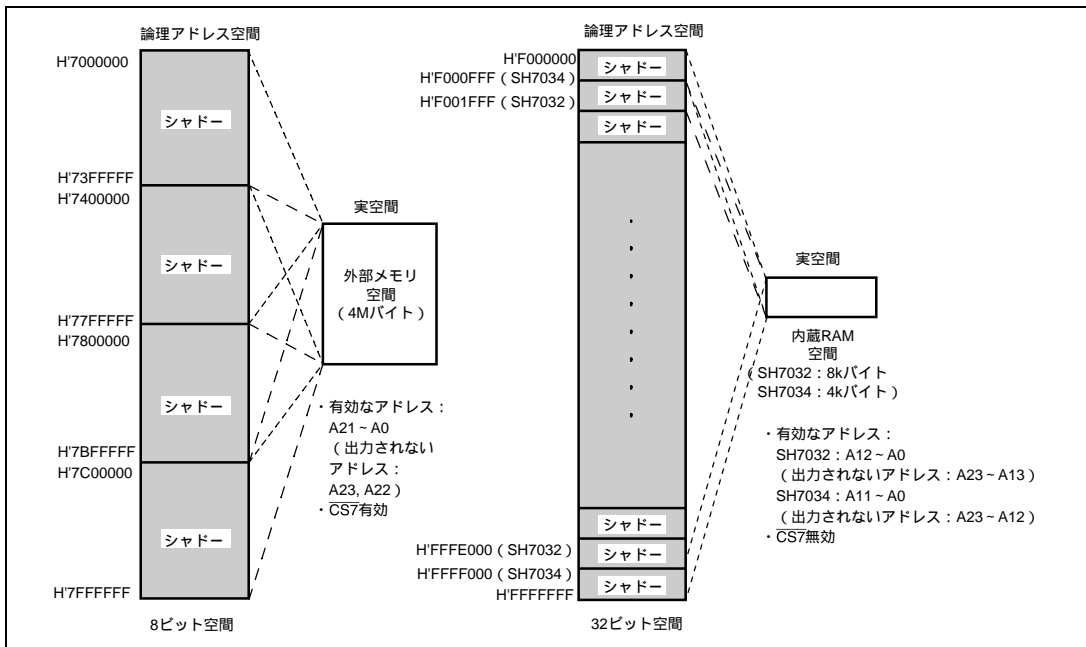 論理アドレス空間
H'7000000
シャドー
H'73FFFFF
H'7400000
シャドー
H'77FFFFF
H'7800000
シャドー
H'7BFFFFF
H'7C00000
シャドー
H'7FFFFFF
8ビット空間
実空間
外部メモリ
空間
(4Mバイト)
・有効なアドレス:
A21~A0
(出力されない
アドレス:
A23, A22)
・CS7有効
論理アドレス空間
H'F000000
シャドー
H'F000FFF(SH7034)
シャドー
H'F001FFF(SH7032)
シャドー
シャドー
H'FFFE000(SH7032)
シャドー
H'FFFF000(SH7034)
シャドー
H'FFFFFFF
32ビット空間
実空間
内蔵RAM
空間
(SH7032:8kバイト
SH7034:4kバイト)
・有効なアドレス:
SH7032:A12~A0
(出力されないアドレス:A23~A13)
SH7034:A11~A0
(出力されないアドレス:A23~A12)
・CS7無効